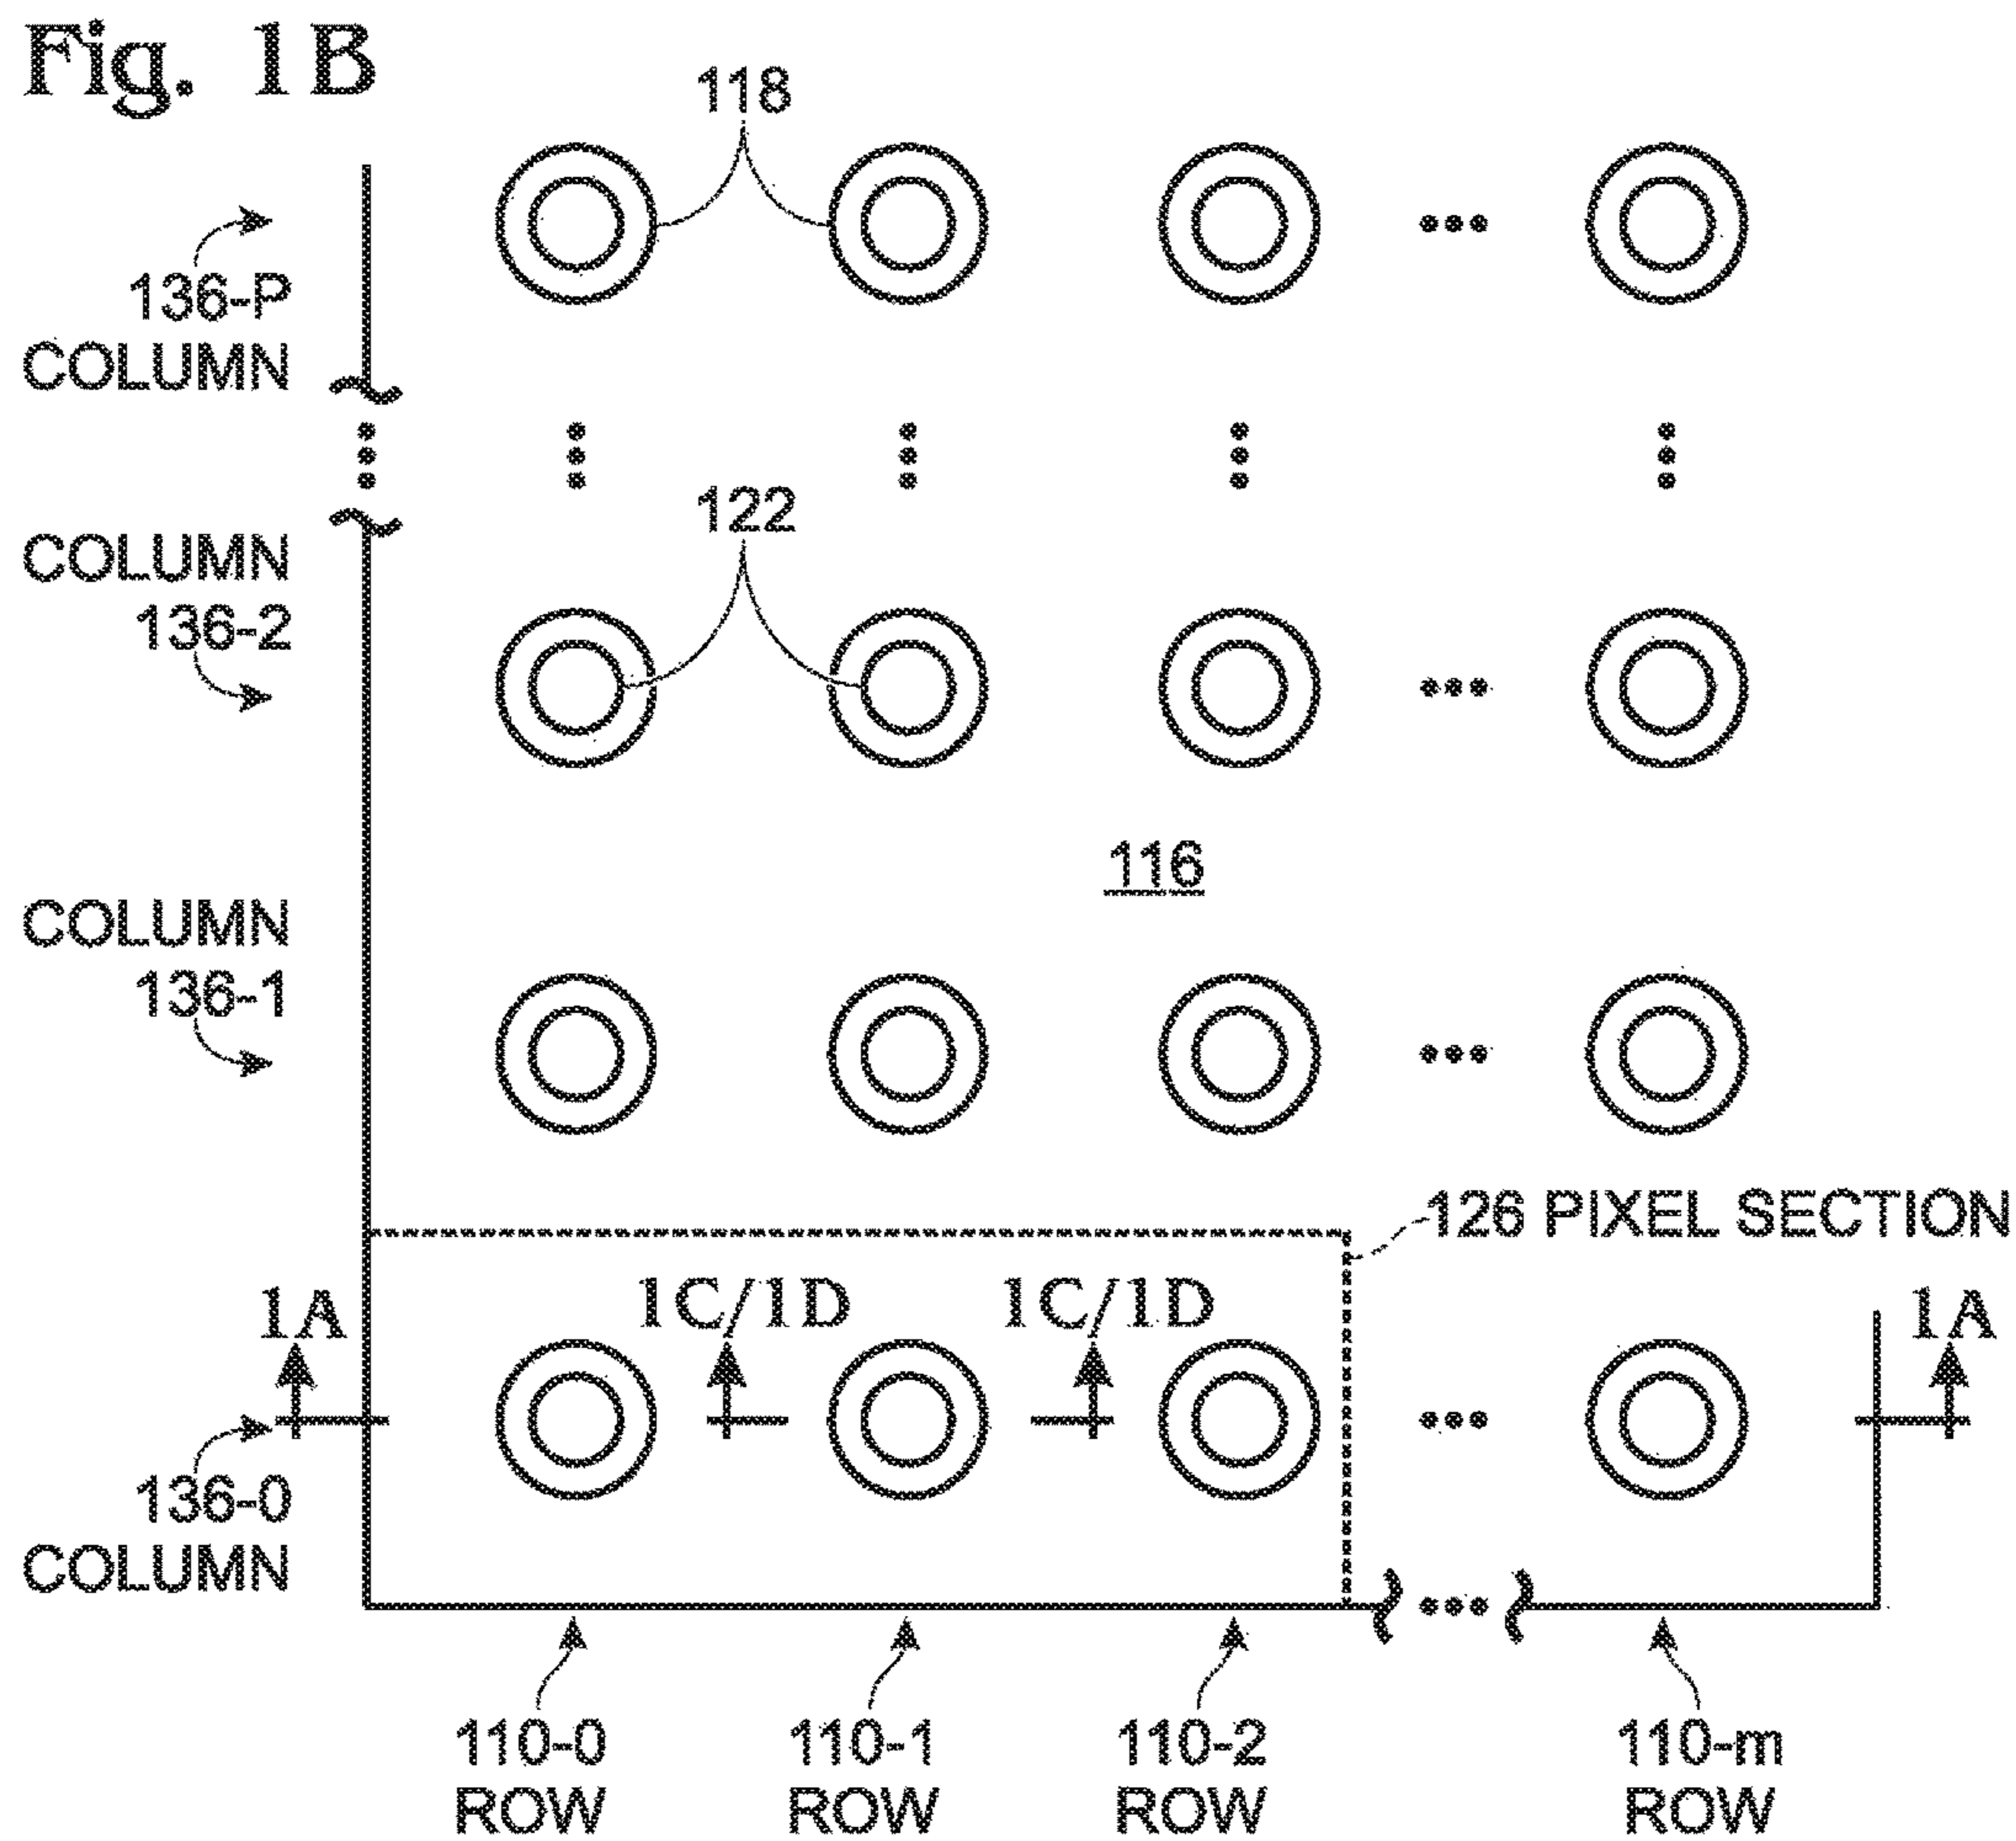 Fig. 1B
118
136-P
COLUMN
122
COLUMN
136-2
116
COLUMN
136-1
126 PIXEL SECTION
1A
1C/1D
1C/1D
1A
136-0
COLUMN
110-0
ROW
110-1
ROW
110-2
ROW
110-m
ROW